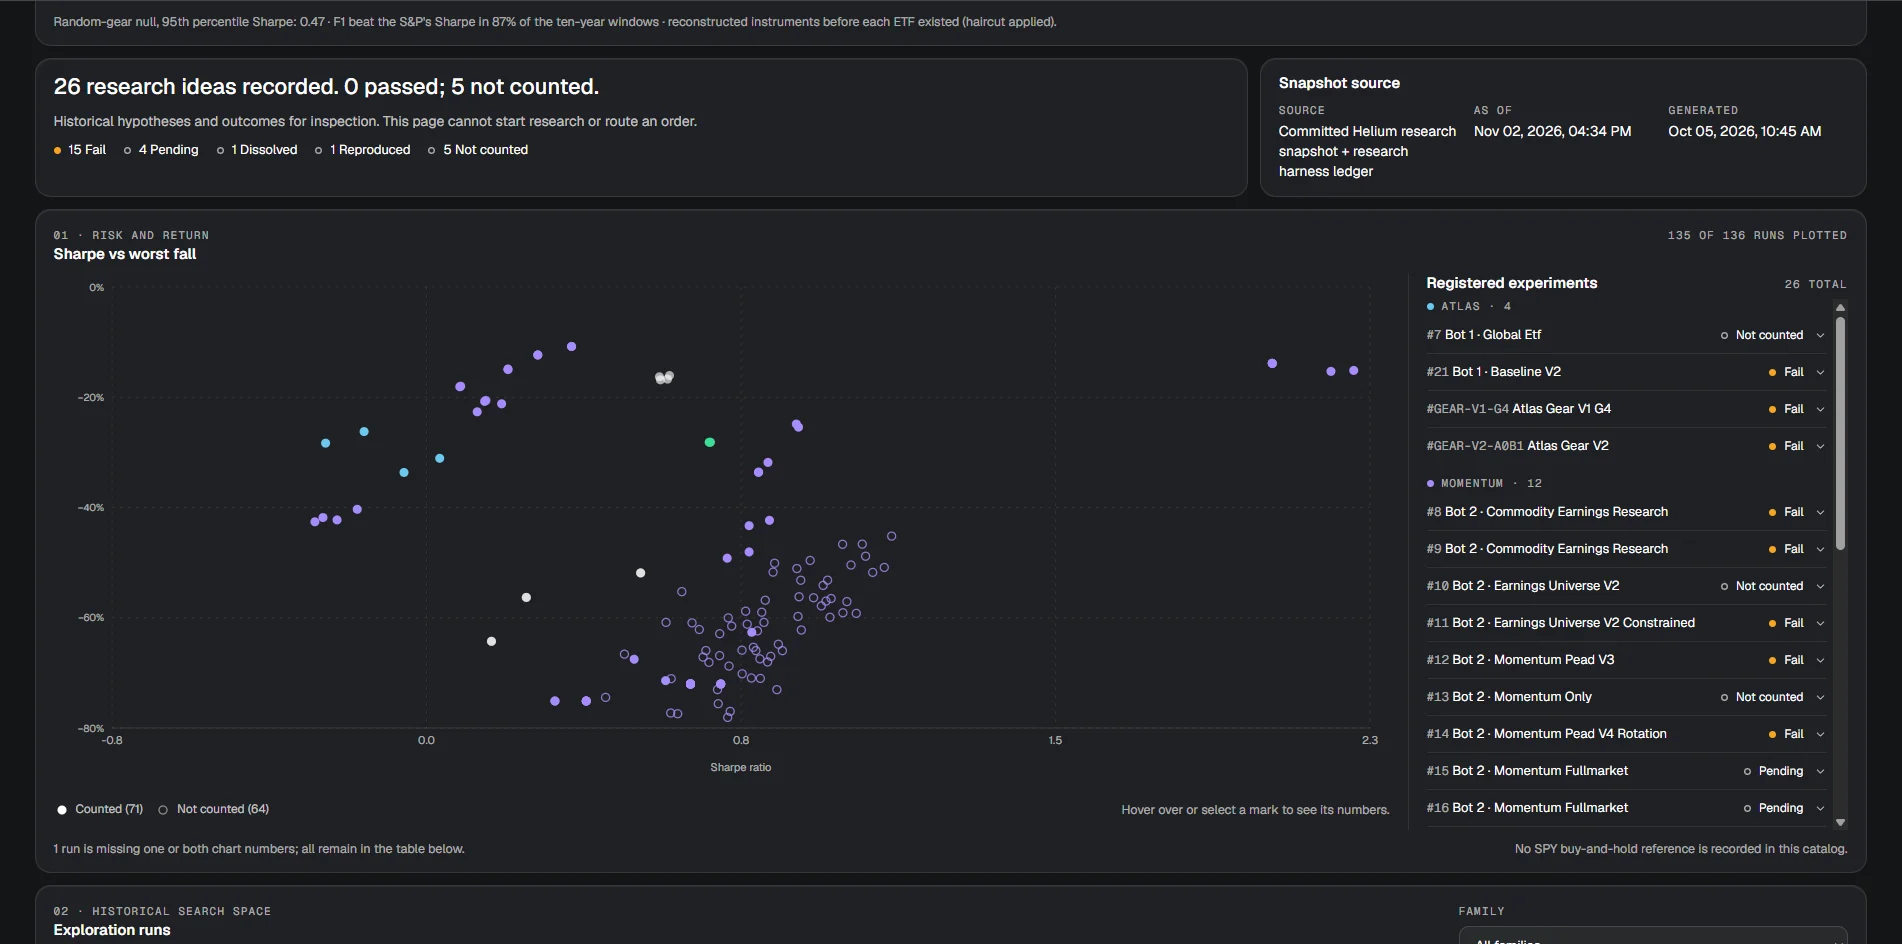 Random-gear null, 95th percentile Sharpe: 0.47 · F1 beat the S&P's Sharpe in 87% of the ten-year windows · reconstructed instruments before each ETF existed (haircut applied).
26 research ideas recorded. 0 passed; 5 not counted.
Historical hypotheses and outcomes for inspection. This page cannot start research or route an order.
15 Fail
4 Pending
1 Dissolved
1 Reproduced
5 Not counted
Snapshot source
SOURCE
Committed Helium research
snapshot + research
harness ledger
AS OF
Nov 02, 2026, 04:34 PM
GENERATED
Oct 05, 2026, 10:45 AM
01 · RISK AND RETURN
Sharpe vs worst fall
135 OF 136 RUNS PLOTTED
0%
-20%
-40%
-60%
-80%
-0.8
0.0
0.8
1.5
2.3
Sharpe ratio
Counted (71)
Not counted (64)
Hover over or select a mark to see its numbers.
Registered experiments
26 TOTAL
ATLAS · 4
#7 Bot 1 · Global Etf Not counted
#21 Bot 1 · Baseline V2 Fail
#GEAR-V1-G4 Atlas Gear V1 G4 Fail
#GEAR-V2-A0B1 Atlas Gear V2 Fail
MOMENTUM · 12
#8 Bot 2 · Commodity Earnings Research Fail
#9 Bot 2 · Commodity Earnings Research Fail
#10 Bot 2 · Earnings Universe V2 Not counted
#11 Bot 2 · Earnings Universe V2 Constrained Fail
#12 Bot 2 · Momentum Pead V3 Fail
#13 Bot 2 · Momentum Only Not counted
#14 Bot 2 · Momentum Pead V4 Rotation Fail
#15 Bot 2 · Momentum Fullmarket Pending
#16 Bot 2 · Momentum Fullmarket Pending
1 run is missing one or both chart numbers; all remain in the table below.
No SPY buy-and-hold reference is recorded in this catalog.
02 · HISTORICAL SEARCH SPACE
Exploration runs
FAMILY
All families